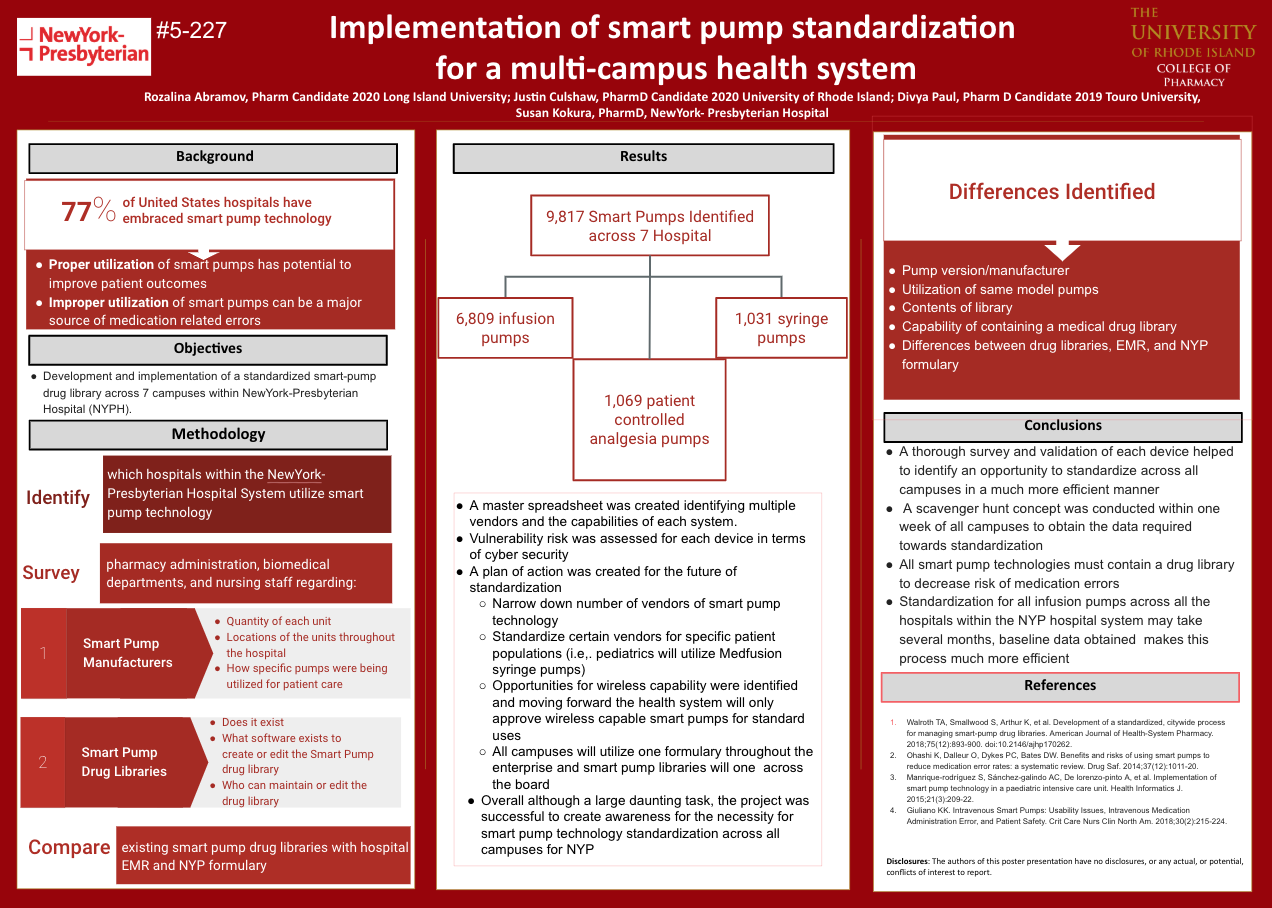 NewYork-
Presbyterian
#5-227
Implementation of smart pump standardization
for a multi-campus health system
THE
UNIVERSITY
OF RHODE ISLAND
COLLEGE OF
PHARMACY
Rozalina Abramov, Pharm Candidate 2020 Long Island University; Justin Culshaw, PharmD Candidate 2020 University of Rhode Island; Divya Paul, Pharm D Candidate 2019 Touro University,
Susan Kokura, PharmD, NewYork- Presbyterian Hospital
Background
77%
of United States hospitals have
embraced smart pump technology
● Proper utilization of smart pumps has potential to
improve patient outcomes
● Improper utilization of smart pumps can be a major
source of medication related errors
Objectives
● Development and implementation of a standardized smart-pump
drug library across 7 campuses within NewYork-Presbyterian
Hospital (NYPH).
Methodology
Identify
which hospitals within the NewYork-
Presbyterian Hospital System utilize smart
pump technology
Survey
pharmacy administration, biomedical
departments, and nursing staff regarding:
1
Smart Pump
Manufacturers
● Quantity of each unit
● Locations of the units throughout
the hospital
● How specific pumps were being
utilized for patient care
2
Smart Pump
Drug Libraries
● Does it exist
● What software exists to
create or edit the Smart Pump
drug library
● Who can maintain or edit the
drug library
Compare
existing smart pump drug libraries with hospital
EMR and NYP formulary
Results
9,817 Smart Pumps Identified
across 7 Hospital
6,809 infusion
pumps
1,031 syringe
pumps
1,069 patient
controlled
analgesia pumps
● A master spreadsheet was created identifying multiple
vendors and the capabilities of each system.
● Vulnerability risk was assessed for each device in terms
of cyber security
● A plan of action was created for the future of
standardization
○ Narrow down number of vendors of smart pump
technology
○ Standardize certain vendors for specific patient
populations (i.e,. pediatrics will utilize Medfusion
syringe pumps)
○ Opportunities for wireless capability were identified
and moving forward the health system will only
approve wireless capable smart pumps for standard
uses
○ All campuses will utilize one formulary throughout the
enterprise and smart pump libraries will one  across
the board
● Overall although a large daunting task, the project was
successful to create awareness for the necessity for
smart pump technology standardization across all
campuses for NYP
Differences Identified
● Pump version/manufacturer
● Utilization of same model pumps
● Contents of library
● Capability of containing a medical drug library
● Differences between drug libraries, EMR, and NYP
formulary
Conclusions
● A thorough survey and validation of each device helped
to identify an opportunity to standardize across all
campuses in a much more efficient manner
● A scavenger hunt concept was conducted within one
week of all campuses to obtain the data required
towards standardization
● All smart pump technologies must contain a drug library
to decrease risk of medication errors
● Standardization for all infusion pumps across all the
hospitals within the NYP hospital system may take
several months, baseline data obtained  makes this
process much more efficient
References
1. Walroth TA, Smallwood S, Arthur K, et al. Development of a standardized, citywide process
for managing smart-pump drug libraries. American Journal of Health-System Pharmacy.
2018;75(12):893-900. doi:10.2146/ajhp170262.
2. Ohashi K, Dalleur O, Dykes PC, Bates DW. Benefits and risks of using smart pumps to
reduce medication error rates: a systematic review. Drug Saf. 2014;37(12):1011-20.
3. Manrique-rodríguez S, Sánchez-galindo AC, De lorenzo-pinto A, et al. Implementation of
smart pump technology in a paediatric intensive care unit. Health Informatics J.
2015;21(3):209-22.
4. Giuliano KK. Intravenous Smart Pumps: Usability Issues, Intravenous Medication
Administration Error, and Patient Safety. Crit Care Nurs Clin North Am. 2018;30(2):215-224.
Disclosures: The authors of this poster presentation have no disclosures, or any actual, or potential,
conflicts of interest to report.